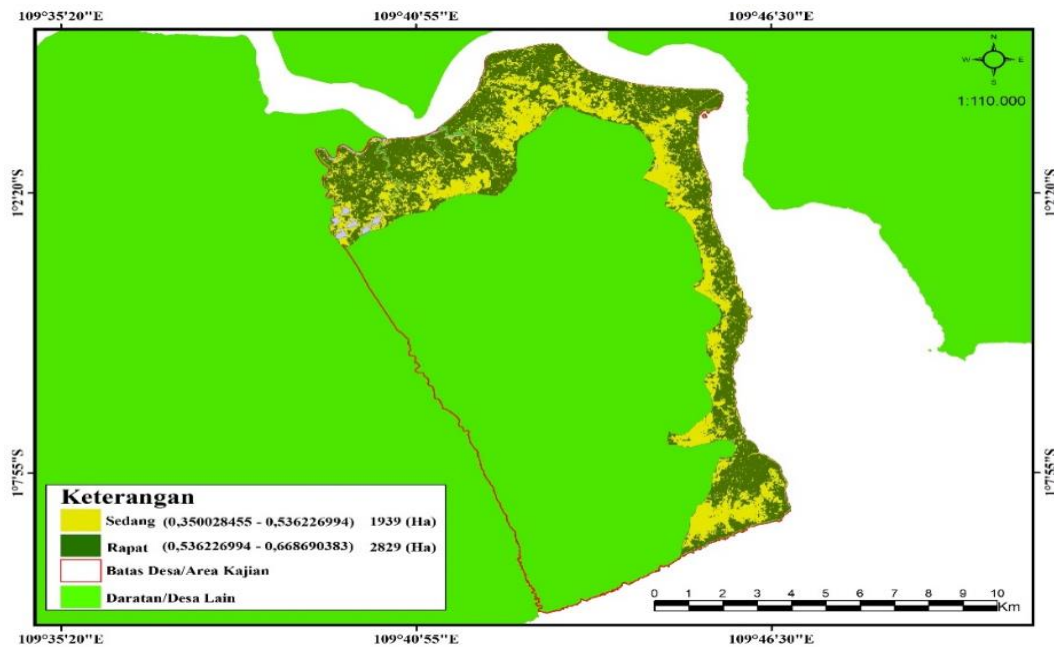 109°35'20"E 109°40'55"E 109°46'30"E
N
W E
S
1:110.000
1°2'20"S 1°2'20"S
1°7'55"S 1°7'55"S
Keterangan
Sedang (0,350028455 - 0,536226994) 1939 (Ha)
Rapat (0,536226994 - 0,668690383) 2829 (Ha)
Batas Desa/Area Kajian
Daratan/Desa Lain
0 1 2 3 4 5 6 7 8 9 10
Km
109°35'20"E 109°40'55"E 109°46'30"E